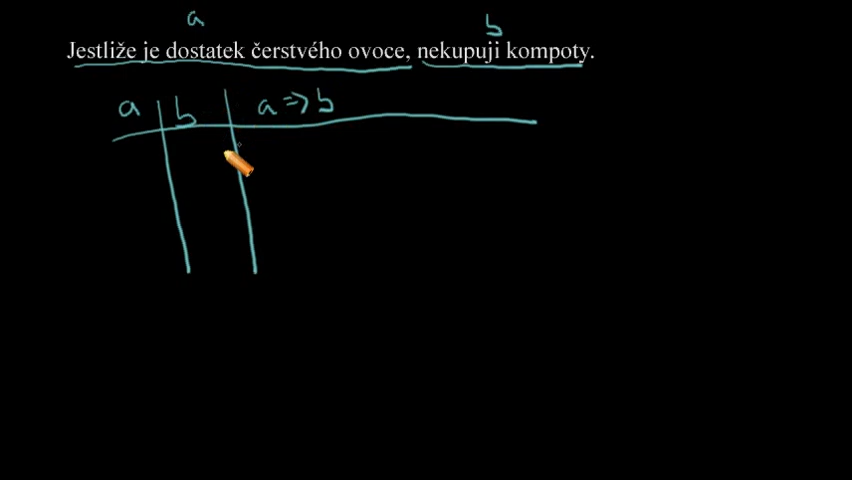 a b
Jestliže je dostatek čerstvého ovoce, nekupuji kompoty.
a b a => b